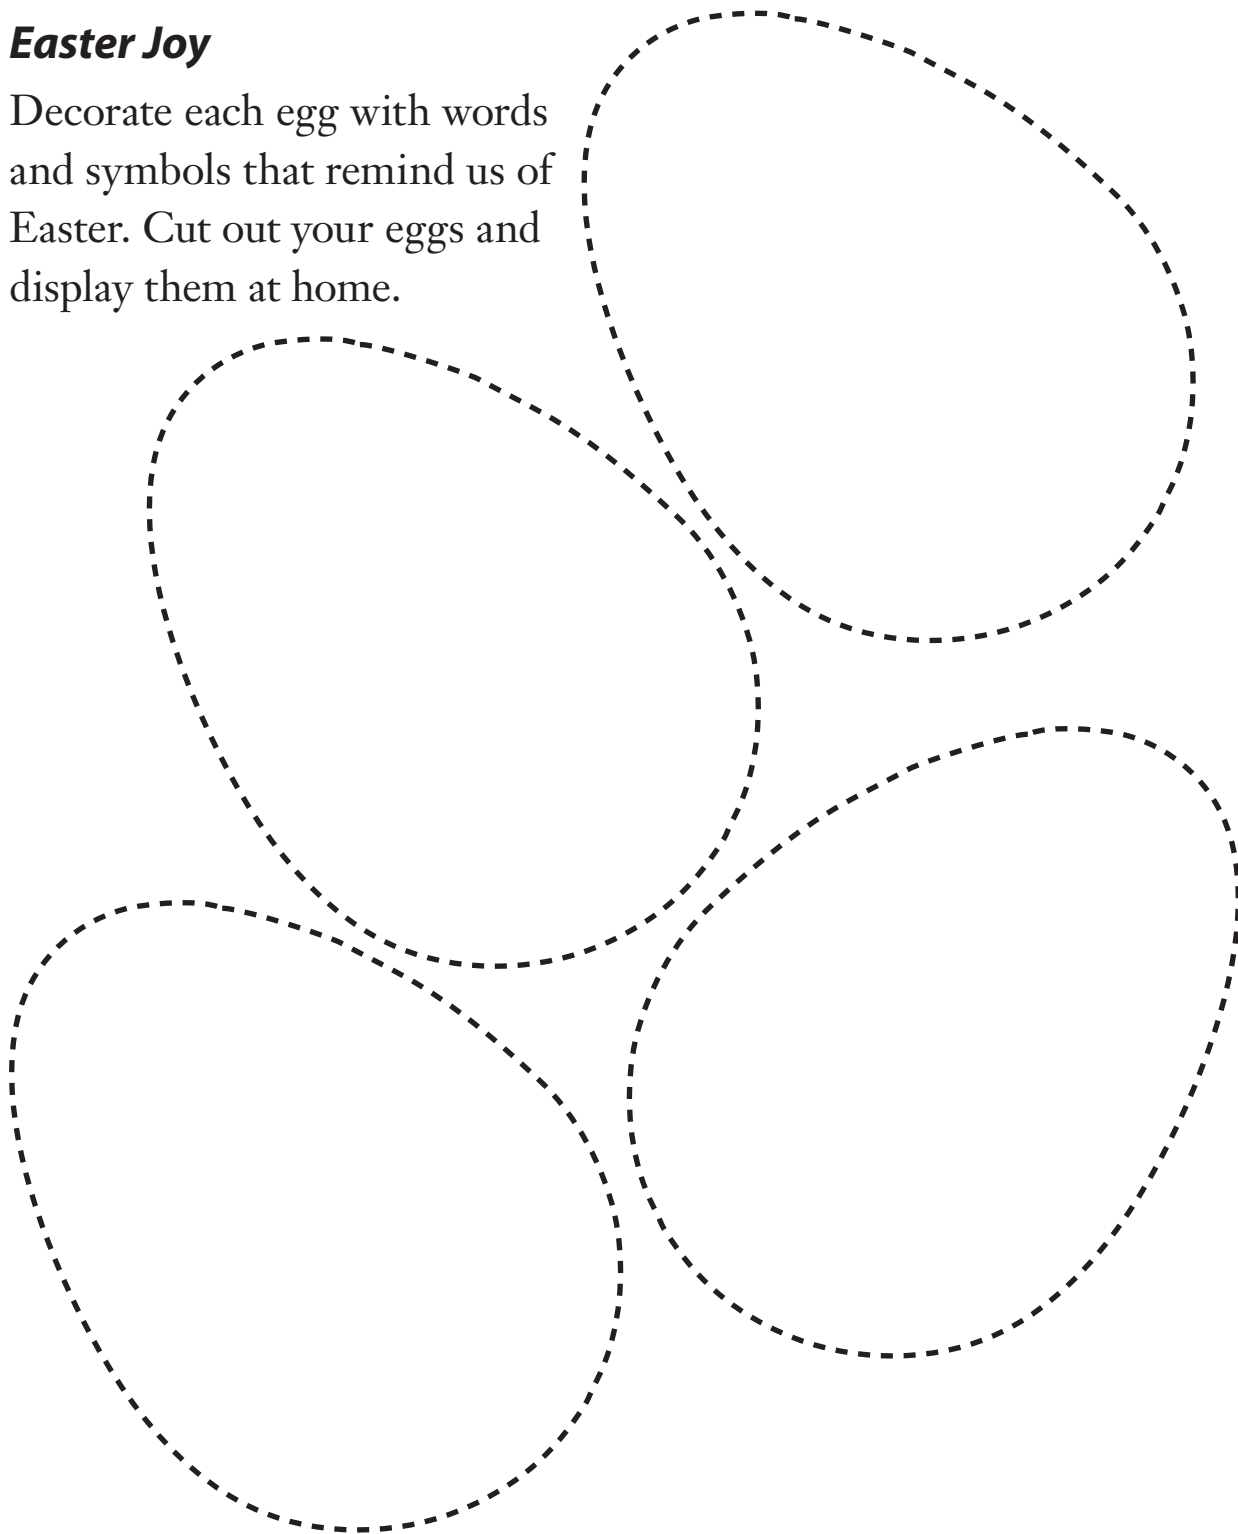 Easter Joy
Decorate each egg with words
and symbols that remind us of
Easter. Cut out your eggs and
display them at home.